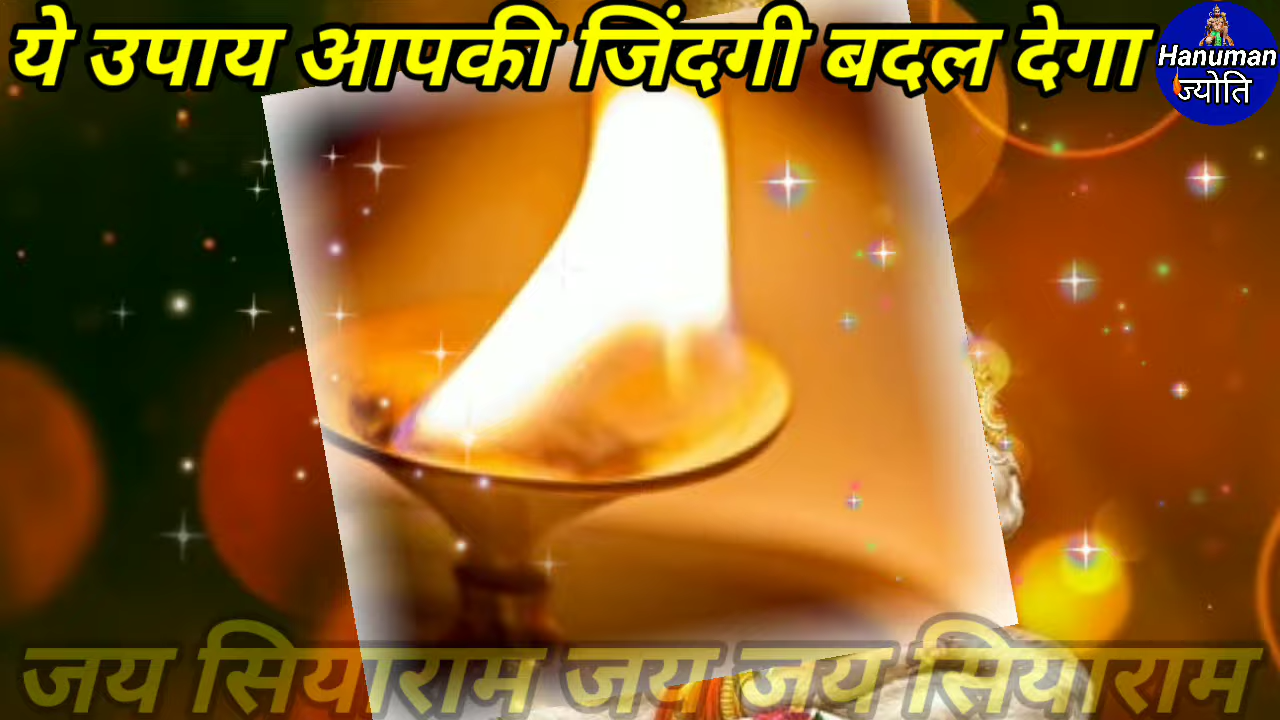 ये उपाय आपकी जिंदगी बदल देगा
Hanuman
ज्योति
जय सियाराम जय जय सियाराम